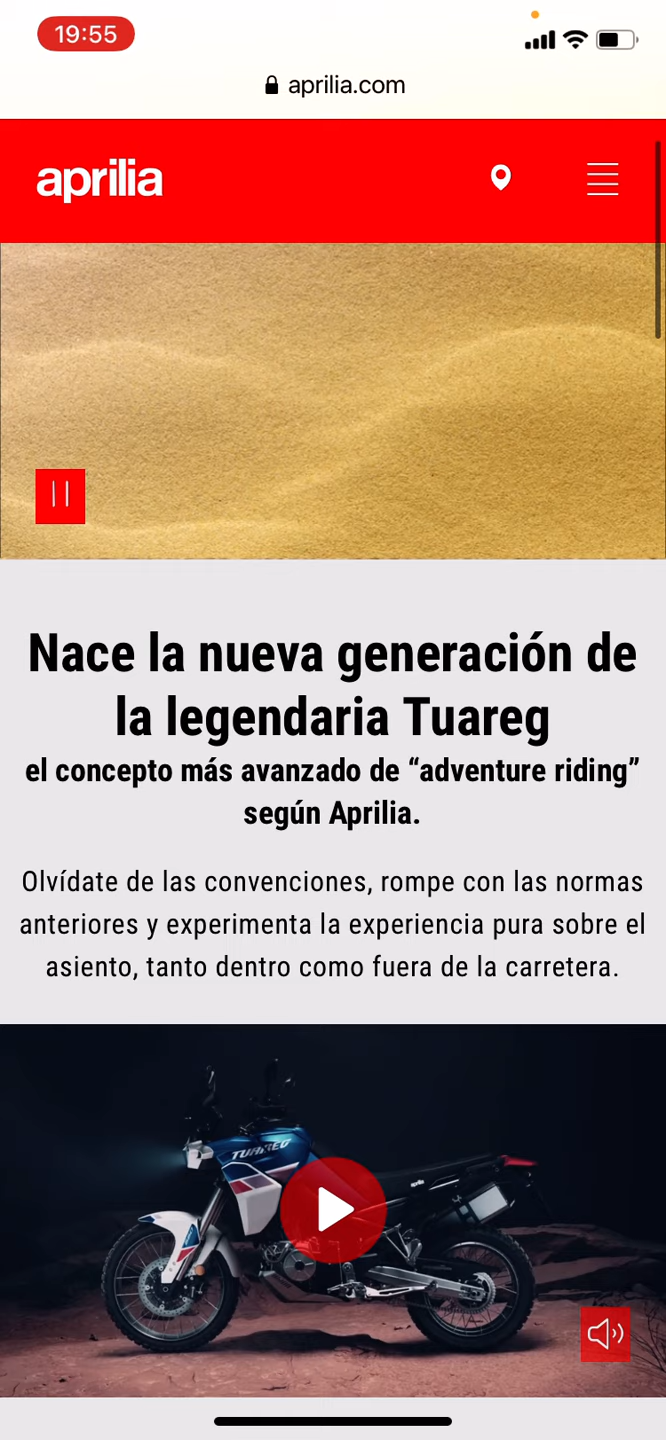 19:55
aprilia.com
aprilia
Nace la nueva generación de
la legendaria Tuareg
el concepto más avanzado de “adventure riding”
según Aprilia.
Olvídate de las convenciones, rompe con las normas
anteriores y experimenta la experiencia pura sobre el
asiento, tanto dentro como fuera de la carretera.
TUAREG
aprilia